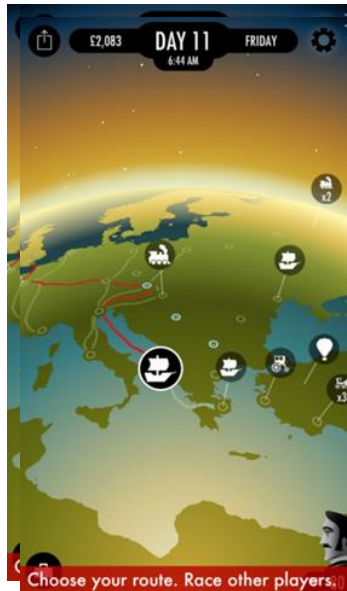 £2,083
DAY 11
FRIDAY
6:44 AM
x2
x3
Choose your route. Race other players.